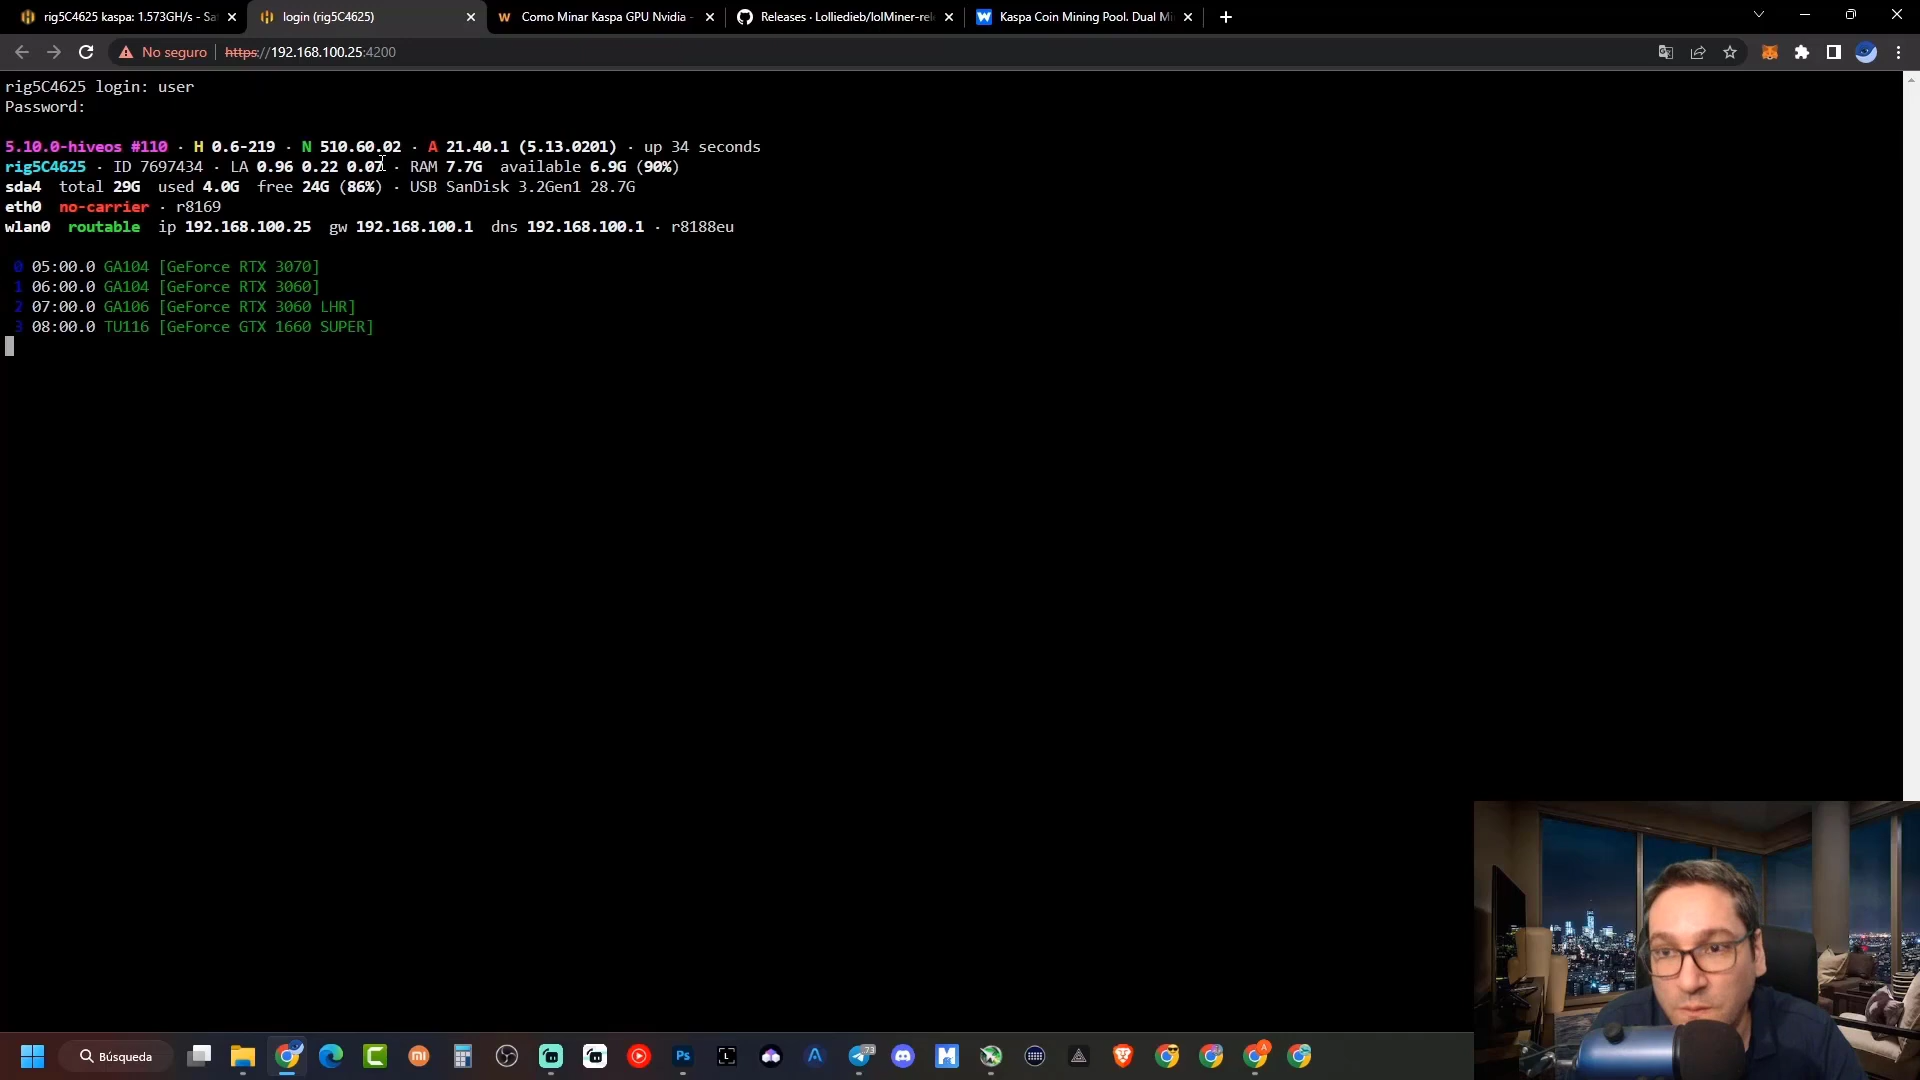 rig5C4625 kaspa: 1.573GH/s - Sa
login (rig5C4625)
Como Minar Kaspa GPU Nvidia -
Releases · Lolliedieb/lolMiner-rel
Kaspa Coin Mining Pool. Dual Mi
No seguro
https://192.168.100.25:4200
rig5C4625 login: user
Password:
5.10.0-hiveos #110 · H 0.6-219 · N 510.60.02 · A 21.40.1 (5.13.0201) · up 34 seconds
rig5C4625 · ID 7697434 · LA 0.96 0.22 0.07 · RAM 7.7G available 6.9G (90%)
sda4 total 29G used 4.0G free 24G (86%) · USB SanDisk 3.2Gen1 28.7G
eth0 no-carrier · r8169
wlan0 routable ip 192.168.100.25 gw 192.168.100.1 dns 192.168.100.1 · r8188eu
0 05:00.0 GA104 [GeForce RTX 3070]
1 06:00.0 GA104 [GeForce RTX 3060]
2 07:00.0 GA106 [GeForce RTX 3060 LHR]
3 08:00.0 TU116 [GeForce GTX 1660 SUPER]
Búsqueda
73